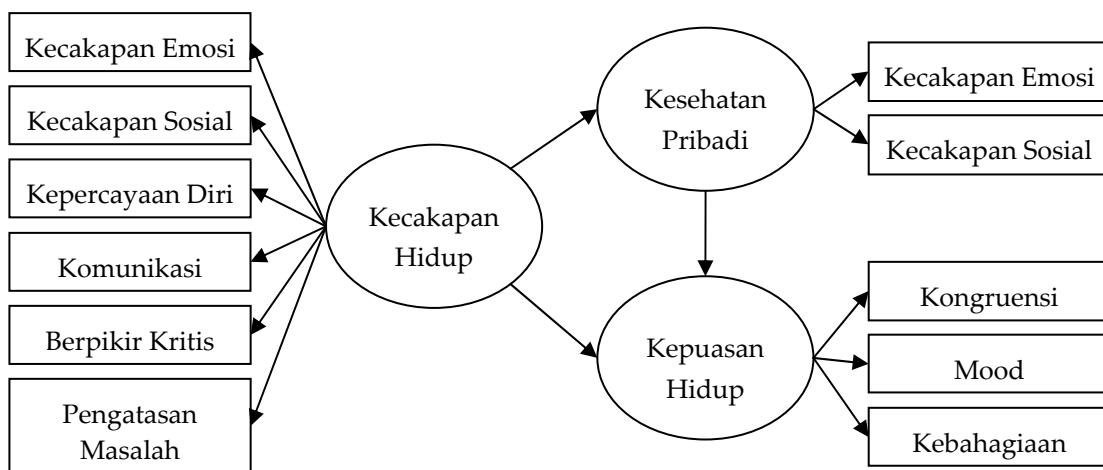 Kecakapan Emosi
Kecakapan Sosial
Kepercayaan Diri
Komunikasi
Berpikir Kritis
Pengatasan
Masalah
Kecakapan
Hidup
Kesehatan
Pribadi
Kepuasan
Hidup
Kecakapan Emosi
Kecakapan Sosial
Kongruensi
Mood
Kebahagiaan